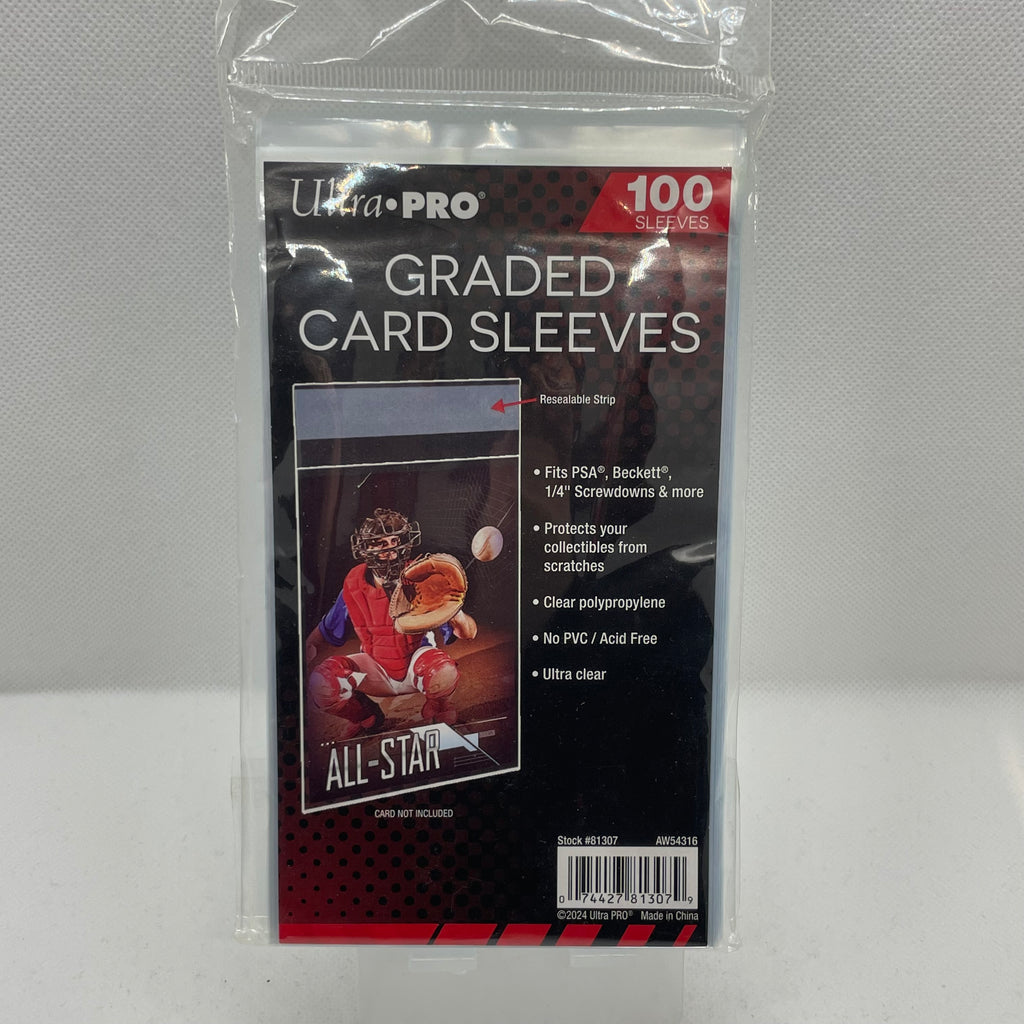 Ultra•PRO®
100
SLEEVES
GRADED
CARD SLEEVES
Resealable Strip
• Fits PSA®, Beckett®,
1/4" Screwdowns & more
• Protects your
collectibles from
scratches
• Clear polypropylene
• No PVC / Acid Free
• Ultra clear
ALL-STAR
CARD NOT INCLUDED
Stock #81307 AW54316
0 74427 81307 9
©2024 Ultra PRO® Made in China